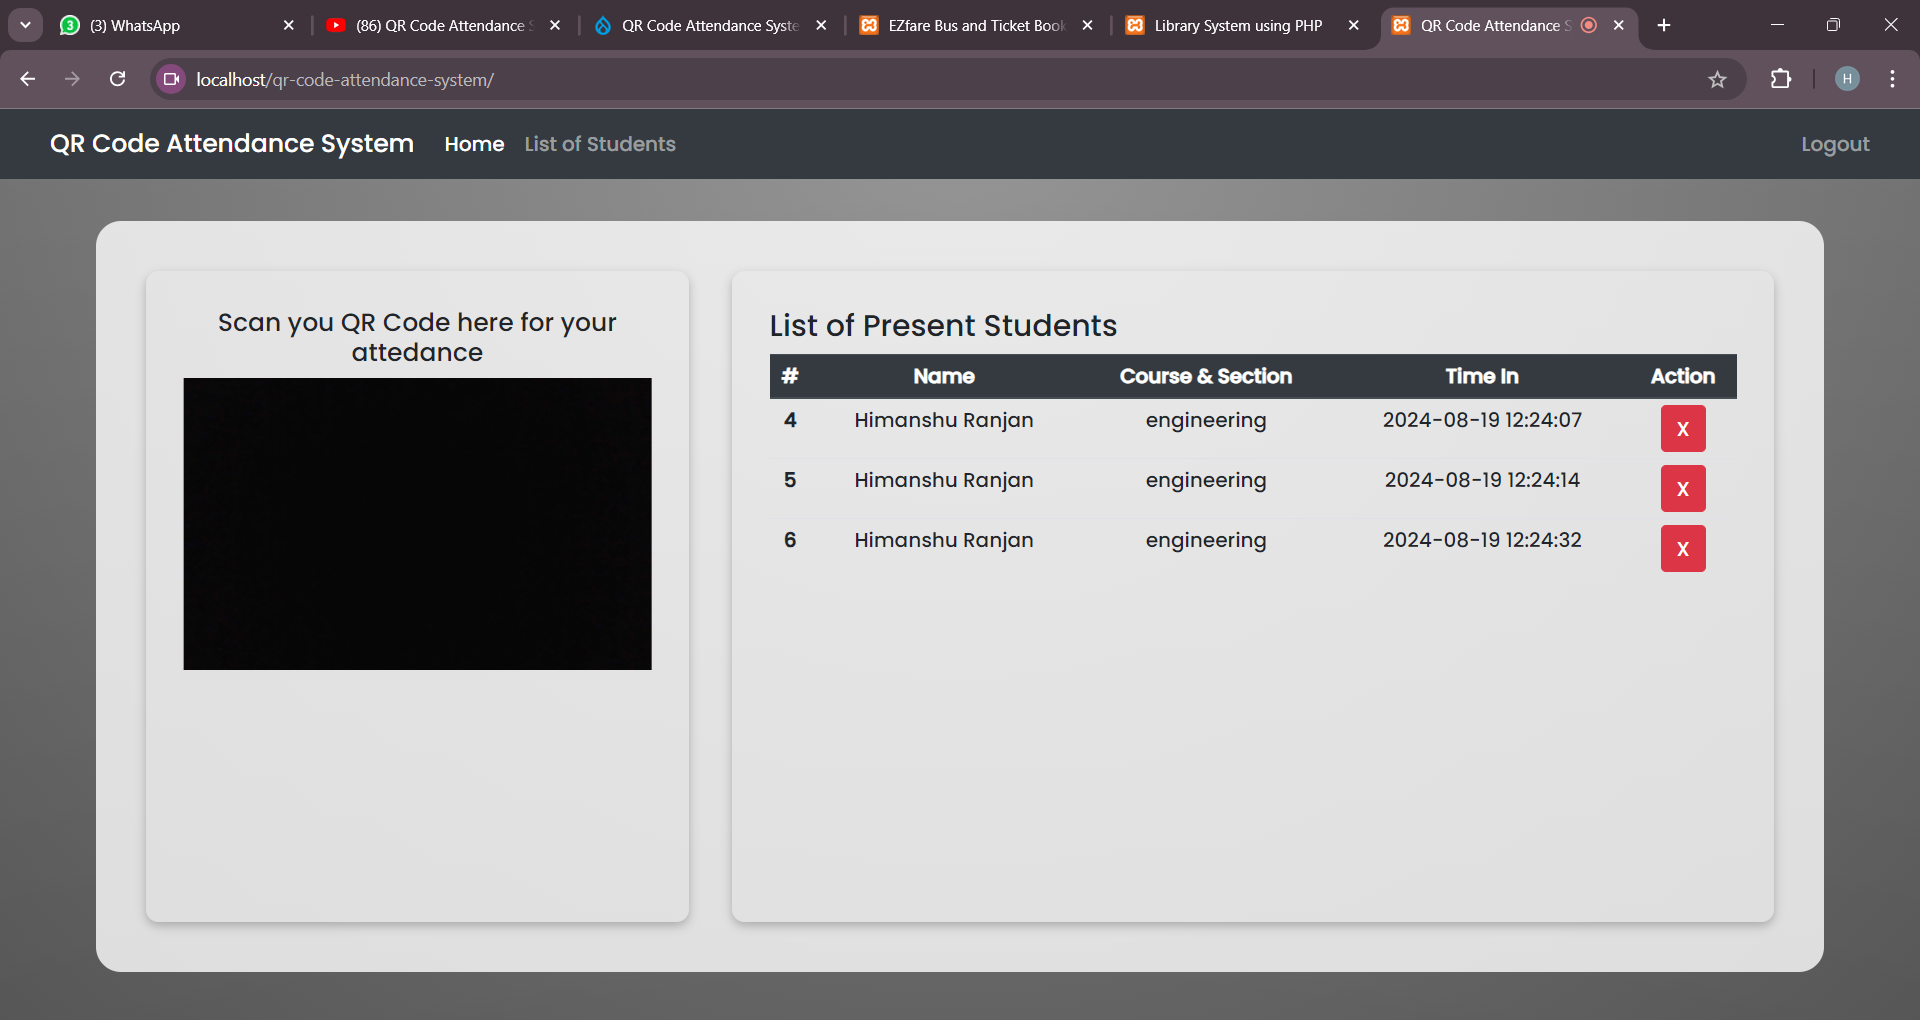 3 (3) WhatsApp
(86) QR Code Attendance S
QR Code Attendance Syste
EZfare Bus and Ticket Book
Library System using PHP
QR Code Attendance S
localhost/qr-code-attendance-system/
H
QR Code Attendance System Home List of Students Logout
Scan you QR Code here for your
attedance
List of Present Students
# Name Course & Section Time In Action
4 Himanshu Ranjan engineering 2024-08-19 12:24:07 X
5 Himanshu Ranjan engineering 2024-08-19 12:24:14 X
6 Himanshu Ranjan engineering 2024-08-19 12:24:32 X